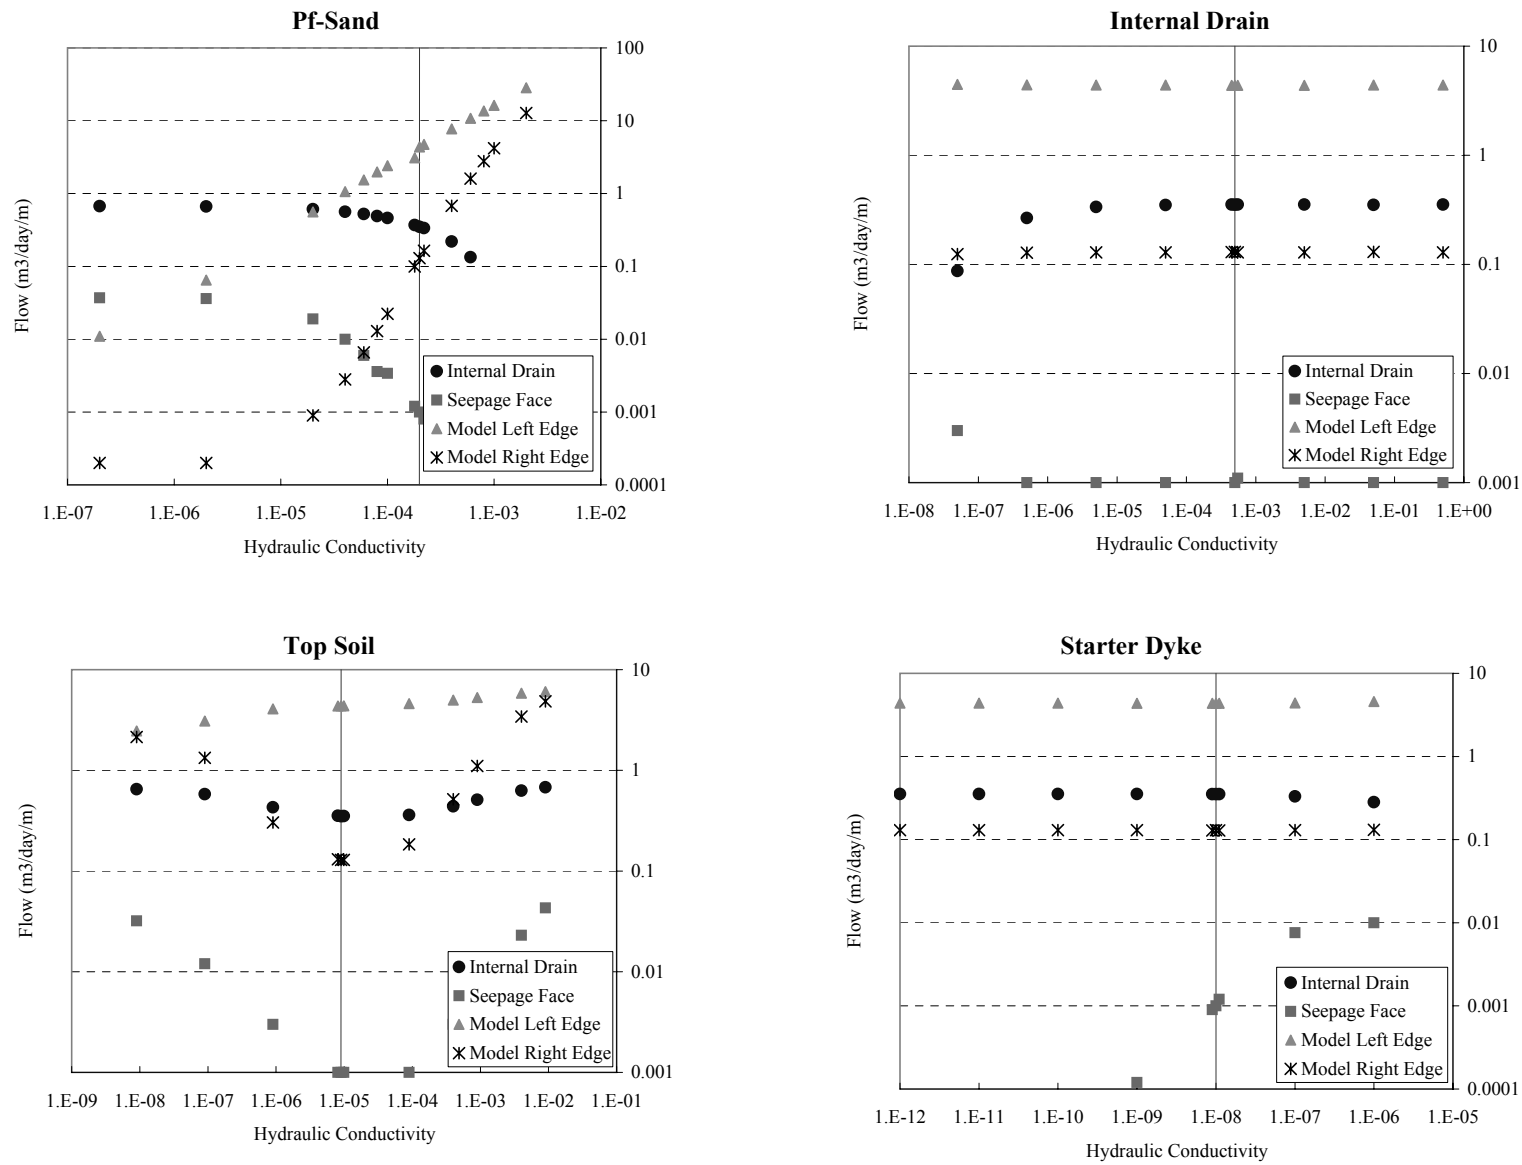 Pf-Sand
100
10
1
0.1
0.01
0.001
0.0001
Flow (m3/day/m)
Internal Drain
Seepage Face
Model Left Edge
Model Right Edge
1.E-07 1.E-06 1.E-05 1.E-04 1.E-03 1.E-02
Hydraulic Conductivity
Internal Drain
10
1
0.1
0.01
0.001
Flow (m3/day/m)
Internal Drain
Seepage Face
Model Left Edge
Model Right Edge
1.E-08 1.E-07 1.E-06 1.E-05 1.E-04 1.E-03 1.E-02 1.E-01 1.E+00
Hydraulic Conductivity
Top Soil
10
1
0.1
0.01
0.001
Flow (m3/day/m)
Internal Drain
Seepage Face
Model Left Edge
Model Right Edge
1.E-09 1.E-08 1.E-07 1.E-06 1.E-05 1.E-04 1.E-03 1.E-02 1.E-01
Hydraulic Conductivity
Starter Dyke
10
1
0.1
0.01
0.001
0.0001
Flow (m3/day/m)
Internal Drain
Seepage Face
Model Left Edge
Model Right Edge
1.E-12 1.E-11 1.E-10 1.E-09 1.E-08 1.E-07 1.E-06 1.E-05
Hydraulic Conductivity